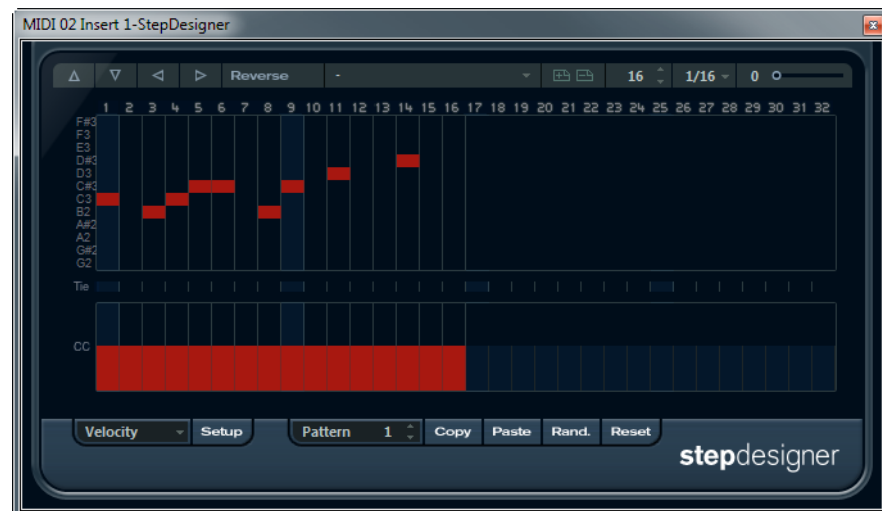 MIDI 02 Insert 1-StepDesigner
Reverse - 16 1/16 0
1 2 3 4 5 6 7 8 9 10 11 12 13 14 15 16 17 18 19 20 21 22 23 24 25 26 27 28 29 30 31 32
F#3
F3
E3
D#3
D3
C#3
C3
B2
A#2
A2
G#2
G2
Tie
CC
Velocity Setup Pattern 1 Copy Paste Rand. Reset
stepdesigner